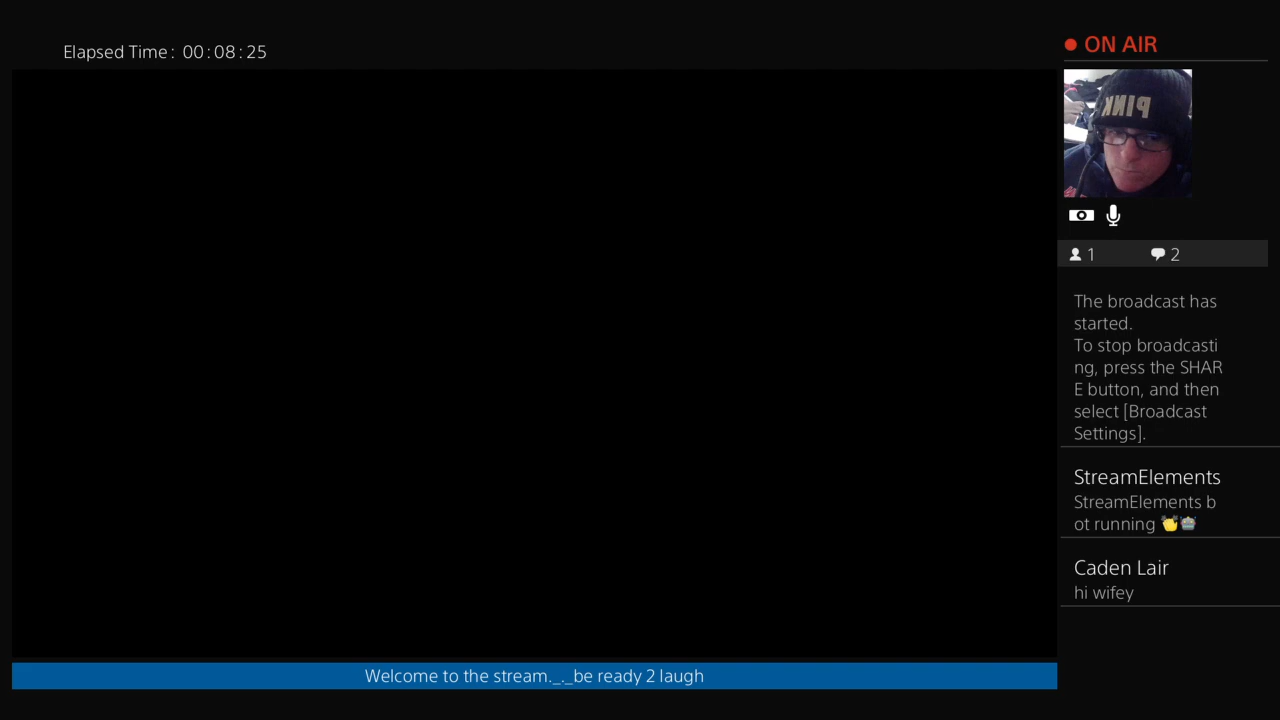 Elapsed Time: 00:08:25
ON AIR
PINK
1
2
The broadcast has
started.
To stop broadcasti
ng, press the SHAR
E button, and then
select [Broadcast
Settings].
StreamElements
StreamElements b
ot running 👏🤖
Caden Lair
hi wifey
Welcome to the stream._._be ready 2 laugh